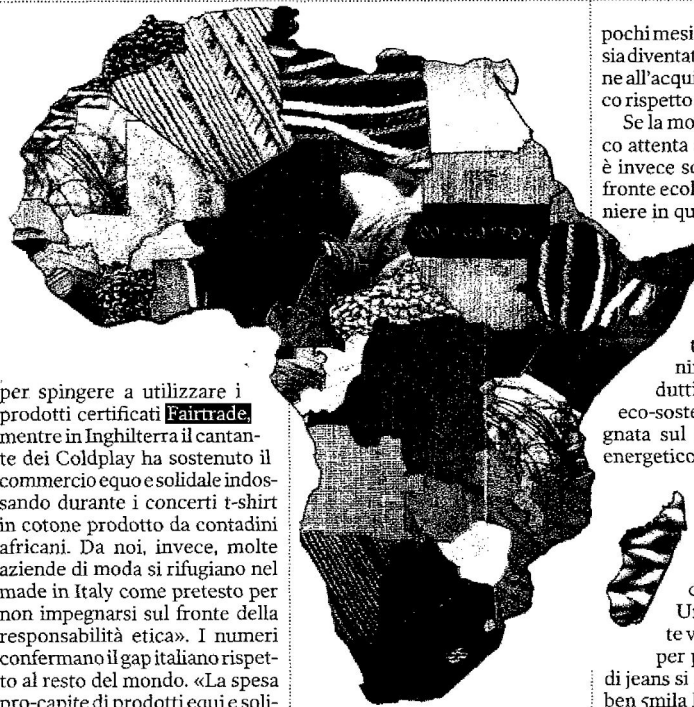 per spingere a utilizzare i
prodotti certificati Fairtrade,
mentre in Inghilterra il cantan-
te dei Coldplay ha sostenuto il
commercio equo e solidale indos-
sando durante i concerti t-shirt
in cotone prodotto da contadini
africani. Da noi, invece, molte
aziende di moda si rifugiano nel
made in Italy come pretesto per
non impegnarsi sul fronte della
responsabilità etica». I numeri
confermano il gap italiano rispet-
to al resto del mondo. «La spesa
pro-capite di prodotti equi e soli-
pochi mesi
sia diventat
ne all'acqui
co rispetto
Se la mo
co attenta
è invece sc
fronte ecol
niere in qu
t
nin
dutti
eco-soste
gnata sul
energetico
c
Un
te v
per p
di jeans si
ben 5mila l